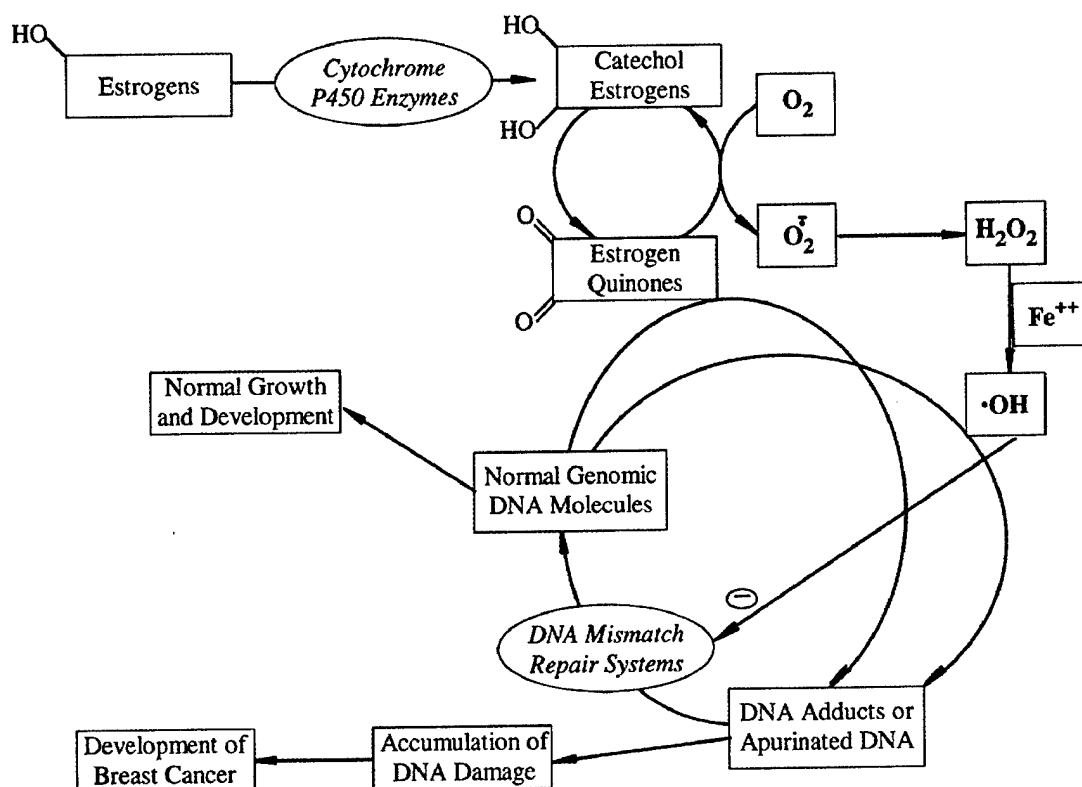 HO
Estrogens
Cytochrome
P450 Enzymes
HO
Catechol
Estrogens
HO
O₂
O
Estrogen
Quinones
O
O₂⨪
H₂O₂
Fe⁺⁺
•OH
Normal Growth
and Development
Normal Genomic
DNA Molecules
−
DNA Mismatch
Repair Systems
DNA Adducts or
Apurinated DNA
Accumulation of
DNA Damage
Development of
Breast Cancer